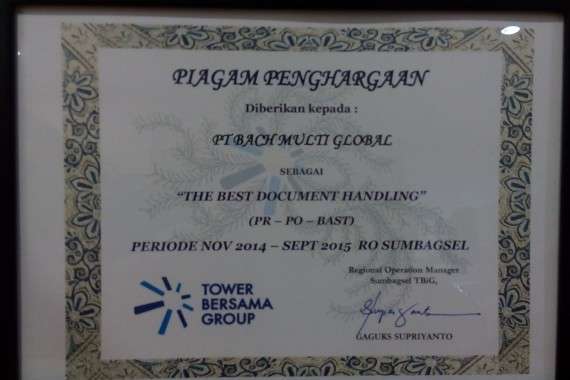 PIAGAM PENGHARGAAN
Diberikan kepada :
PT BACH MULTI GLOBAL
SEBAGAI
“THE BEST DOCUMENT HANDLING”
(PR – PO – BAST)
PERIODE NOV 2014 – SEPT 2015 RO SUMBAGSEL
Regional Operation Manager
Sumbagsel TBiG,
TOWER
BERSAMA
GROUP
GAGUKS SUPRIYANTO